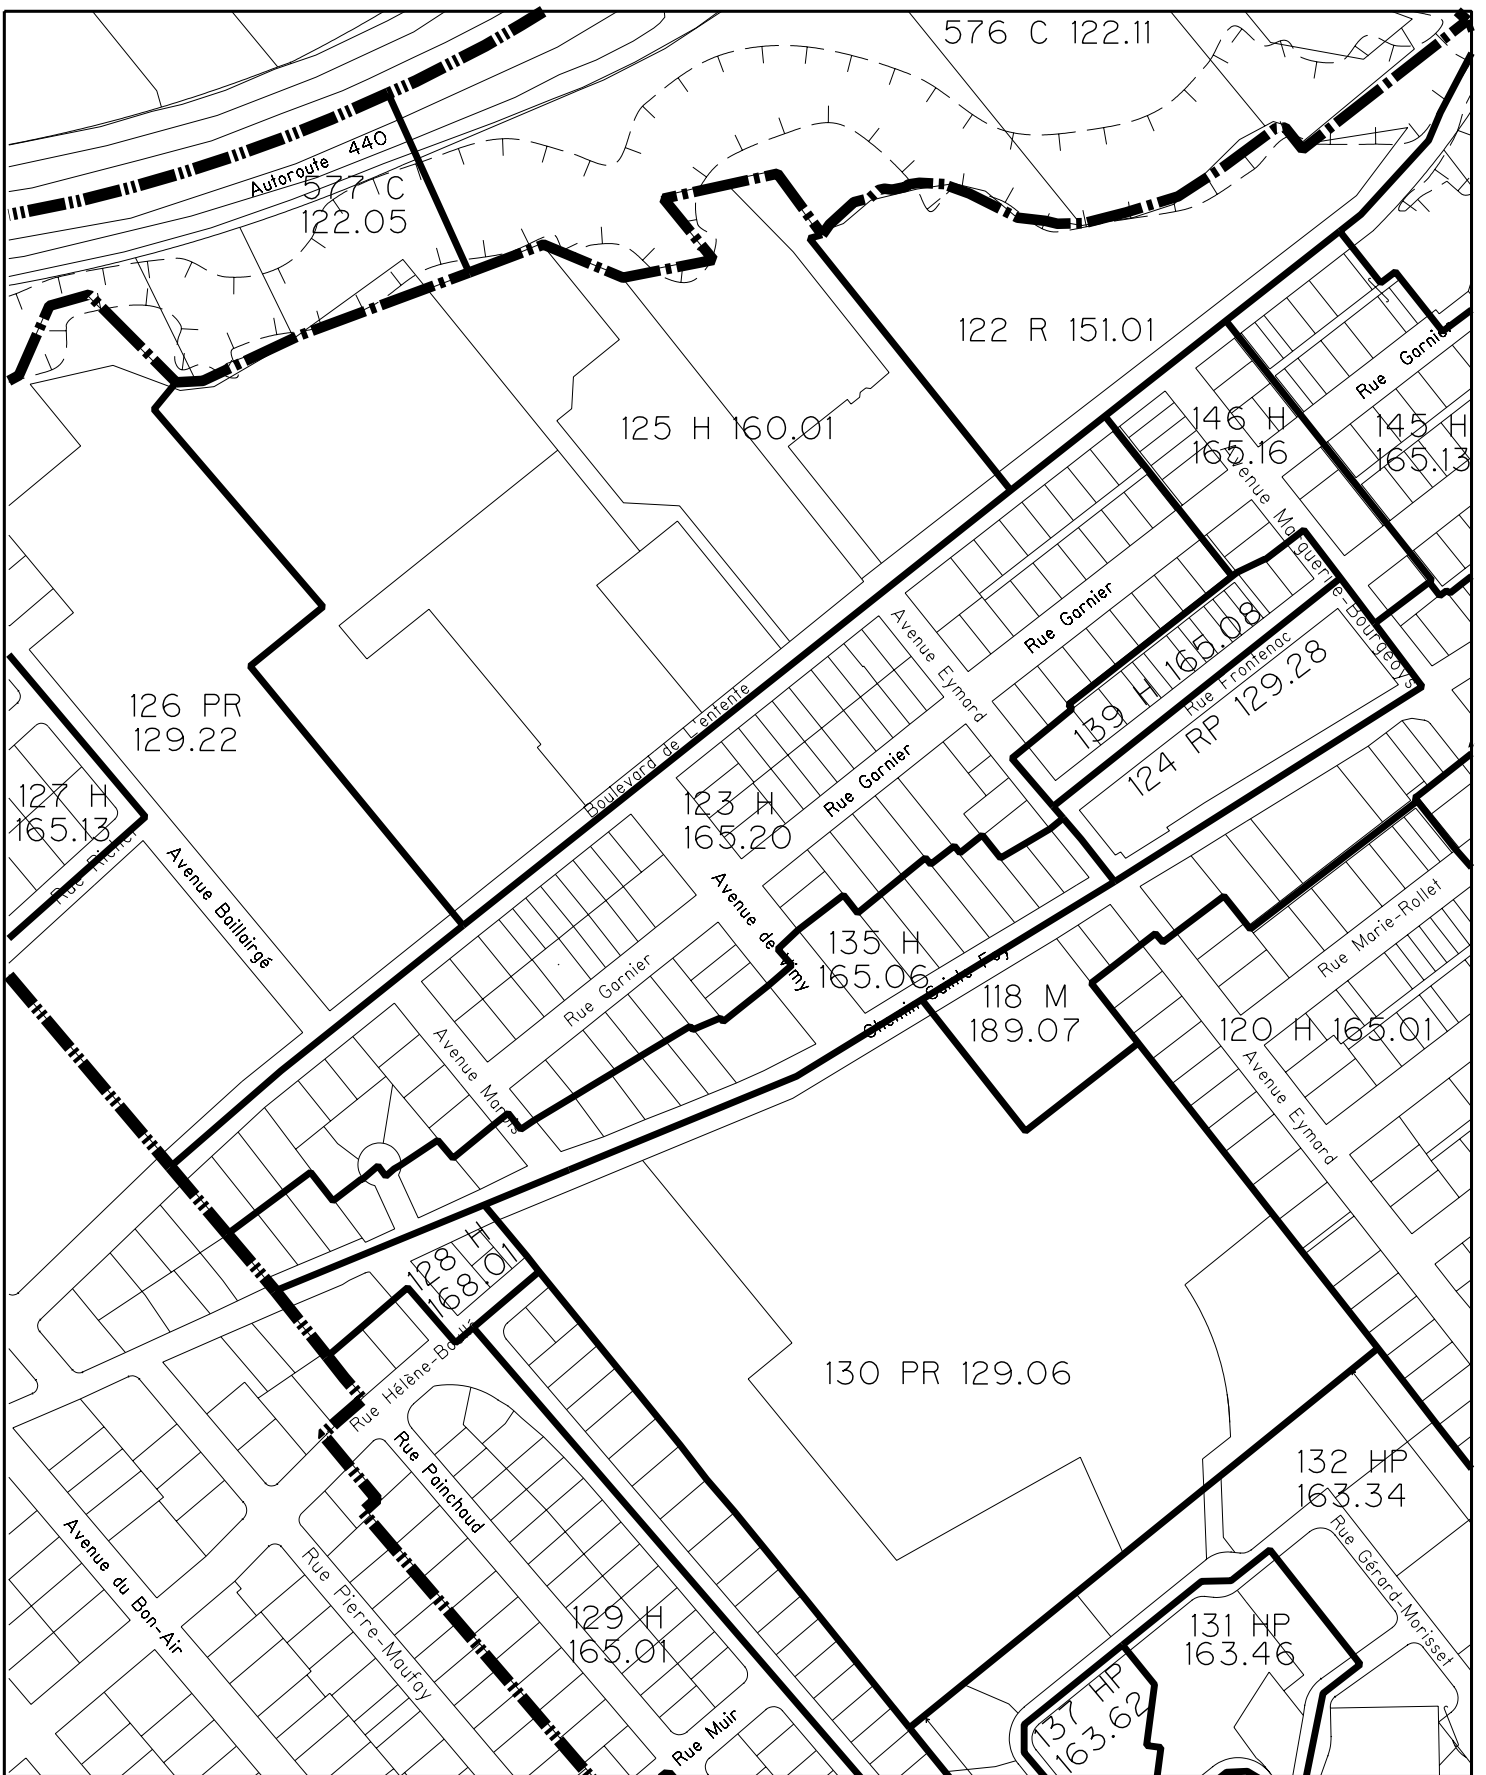 576 C 122.11
Autoroute 440
577 C
122.05
122 R 151.01
Rue Garnier
125 H 160.01
146 H
165.16
145 H
165.13
Avenue Marguerite-Bourgeoys
Rue Garnier
Avenue Eymard
139 H 165.08
Rue Frontenac
124 RP 129.28
126 PR
129.22
Boulevard de L'entente
Rue Garnier
127 H
165.13
123 H
165.20
Avenue Baillairgé
Avenue de Vimy
135 H
165.06
Chemin Sainte-Foy
118 M
189.07
Rue Marie-Rollet
120 H 165.01
Rue Garnier
Avenue Eymard
128 H
168.01
130 PR 129.06
Rue Painchaud
132 HP
163.34
Rue Gérard-Morisset
Avenue du Bon-Air
Rue Pierre-Maufay
129 H
165.01
131 HP
163.46
137 HP
163.62
Rue Muir